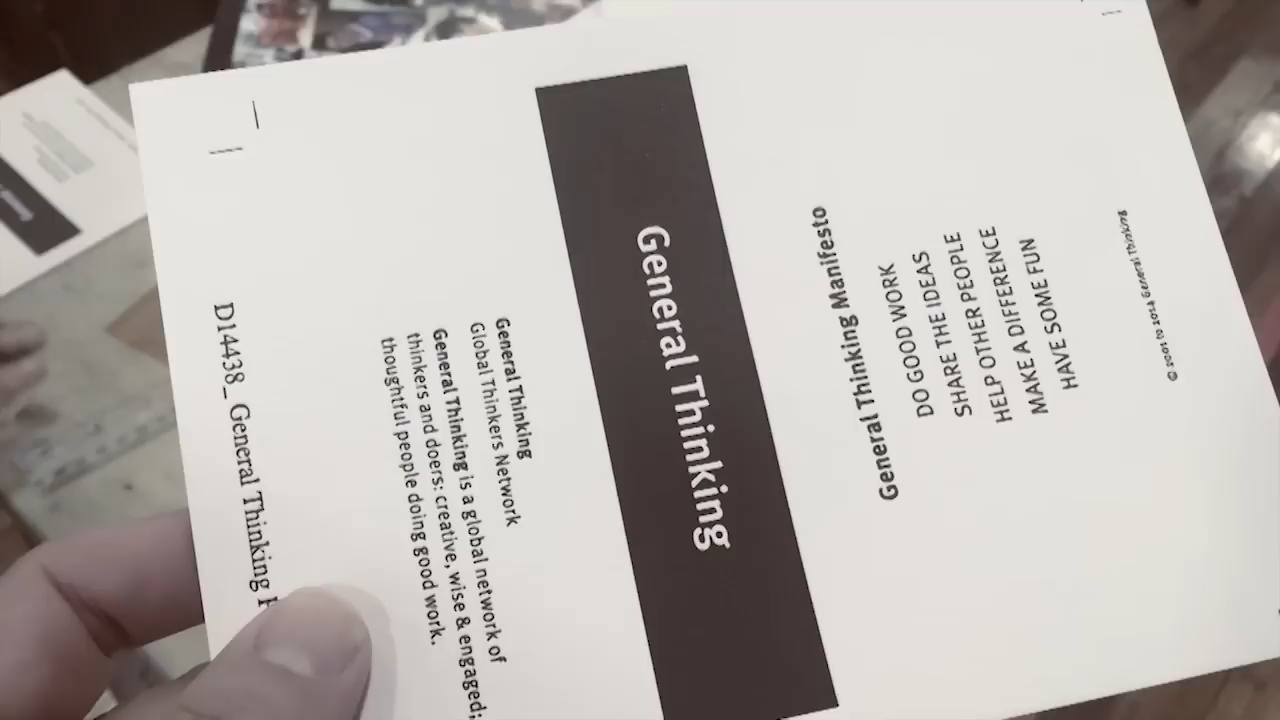 D14438_ General Thinking
General Thinking
Global Thinkers Network
General Thinking is a global network of
thinkers and doers: creative, wise & engaged;
thoughtful people doing good work.
General Thinking
General Thinking Manifesto
DO GOOD WORK
SHARE THE IDEAS
HELP OTHER PEOPLE
MAKE A DIFFERENCE
HAVE SOME FUN
© 2001 to 2014 General Thinking